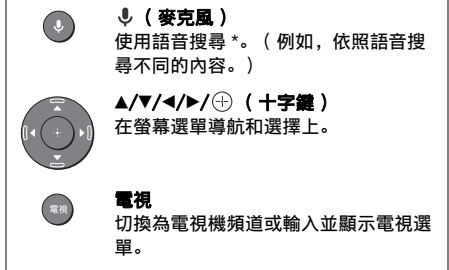 （麥克風）
使用語音搜尋 *。（例如，依照語音搜
尋不同的內容。）
▲/▼/◄/►/⊕（十字鍵）
在螢幕選單導航和選擇上。
電視
電視
切換為電視機頻道或輸入並顯示電視選
單。